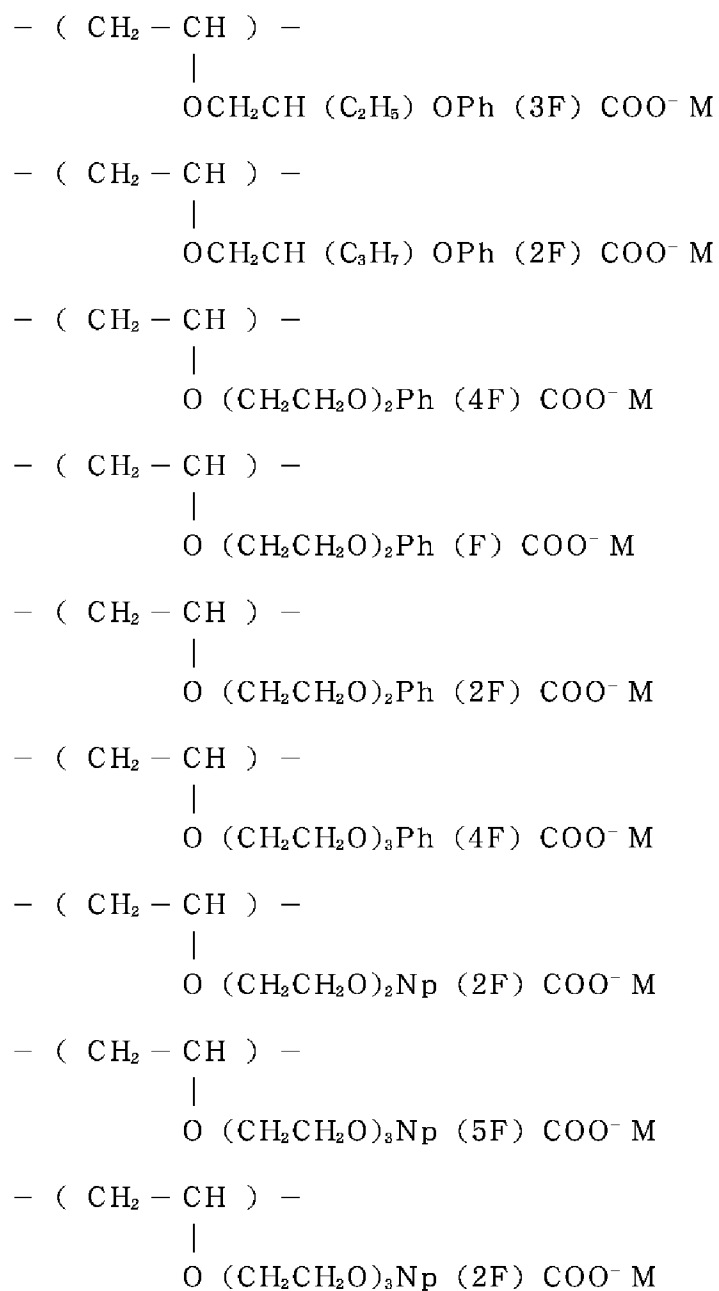 − ( CH₂ − CH ) −
|
OCH₂CH (C₂H₅) OPh (3F) COO⁻ M
− ( CH₂ − CH ) −
|
OCH₂CH (C₃H₇) OPh (2F) COO⁻ M
− ( CH₂ − CH ) −
|
O (CH₂CH₂O)₂Ph (4F) COO⁻ M
− ( CH₂ − CH ) −
|
O (CH₂CH₂O)₂Ph (F) COO⁻ M
− ( CH₂ − CH ) −
|
O (CH₂CH₂O)₂Ph (2F) COO⁻ M
− ( CH₂ − CH ) −
|
O (CH₂CH₂O)₃Ph (4F) COO⁻ M
− ( CH₂ − CH ) −
|
O (CH₂CH₂O)₂Np (2F) COO⁻ M
− ( CH₂ − CH ) −
|
O (CH₂CH₂O)₃Np (5F) COO⁻ M
− ( CH₂ − CH ) −
|
O (CH₂CH₂O)₃Np (2F) COO⁻ M